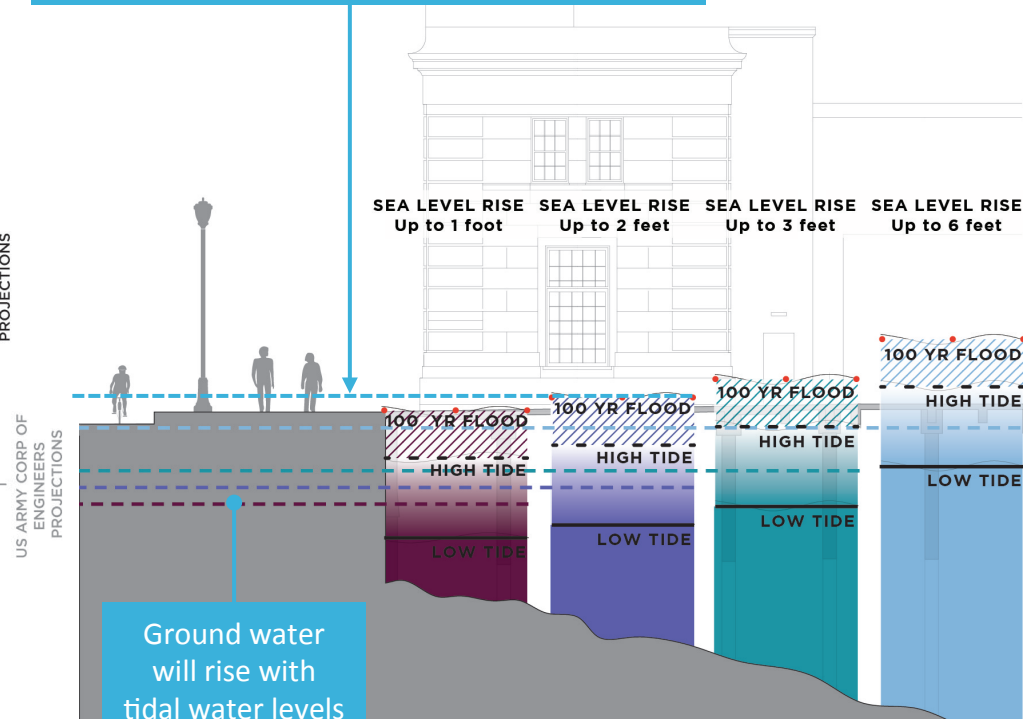 PROJECTIONS
US ARMY CORP OF
ENGINEERS
PROJECTIONS
SEA LEVEL RISE
Up to 1 foot
SEA LEVEL RISE
Up to 2 feet
SEA LEVEL RISE
Up to 3 feet
SEA LEVEL RISE
Up to 6 feet
100 YR FLOOD
HIGH TIDE
LOW TIDE
100 YR FLOOD
HIGH TIDE
LOW TIDE
100 YR FLOOD
HIGH TIDE
LOW TIDE
100 YR FLOOD
HIGH TIDE
LOW TIDE
Ground water
will rise with
tidal water levels